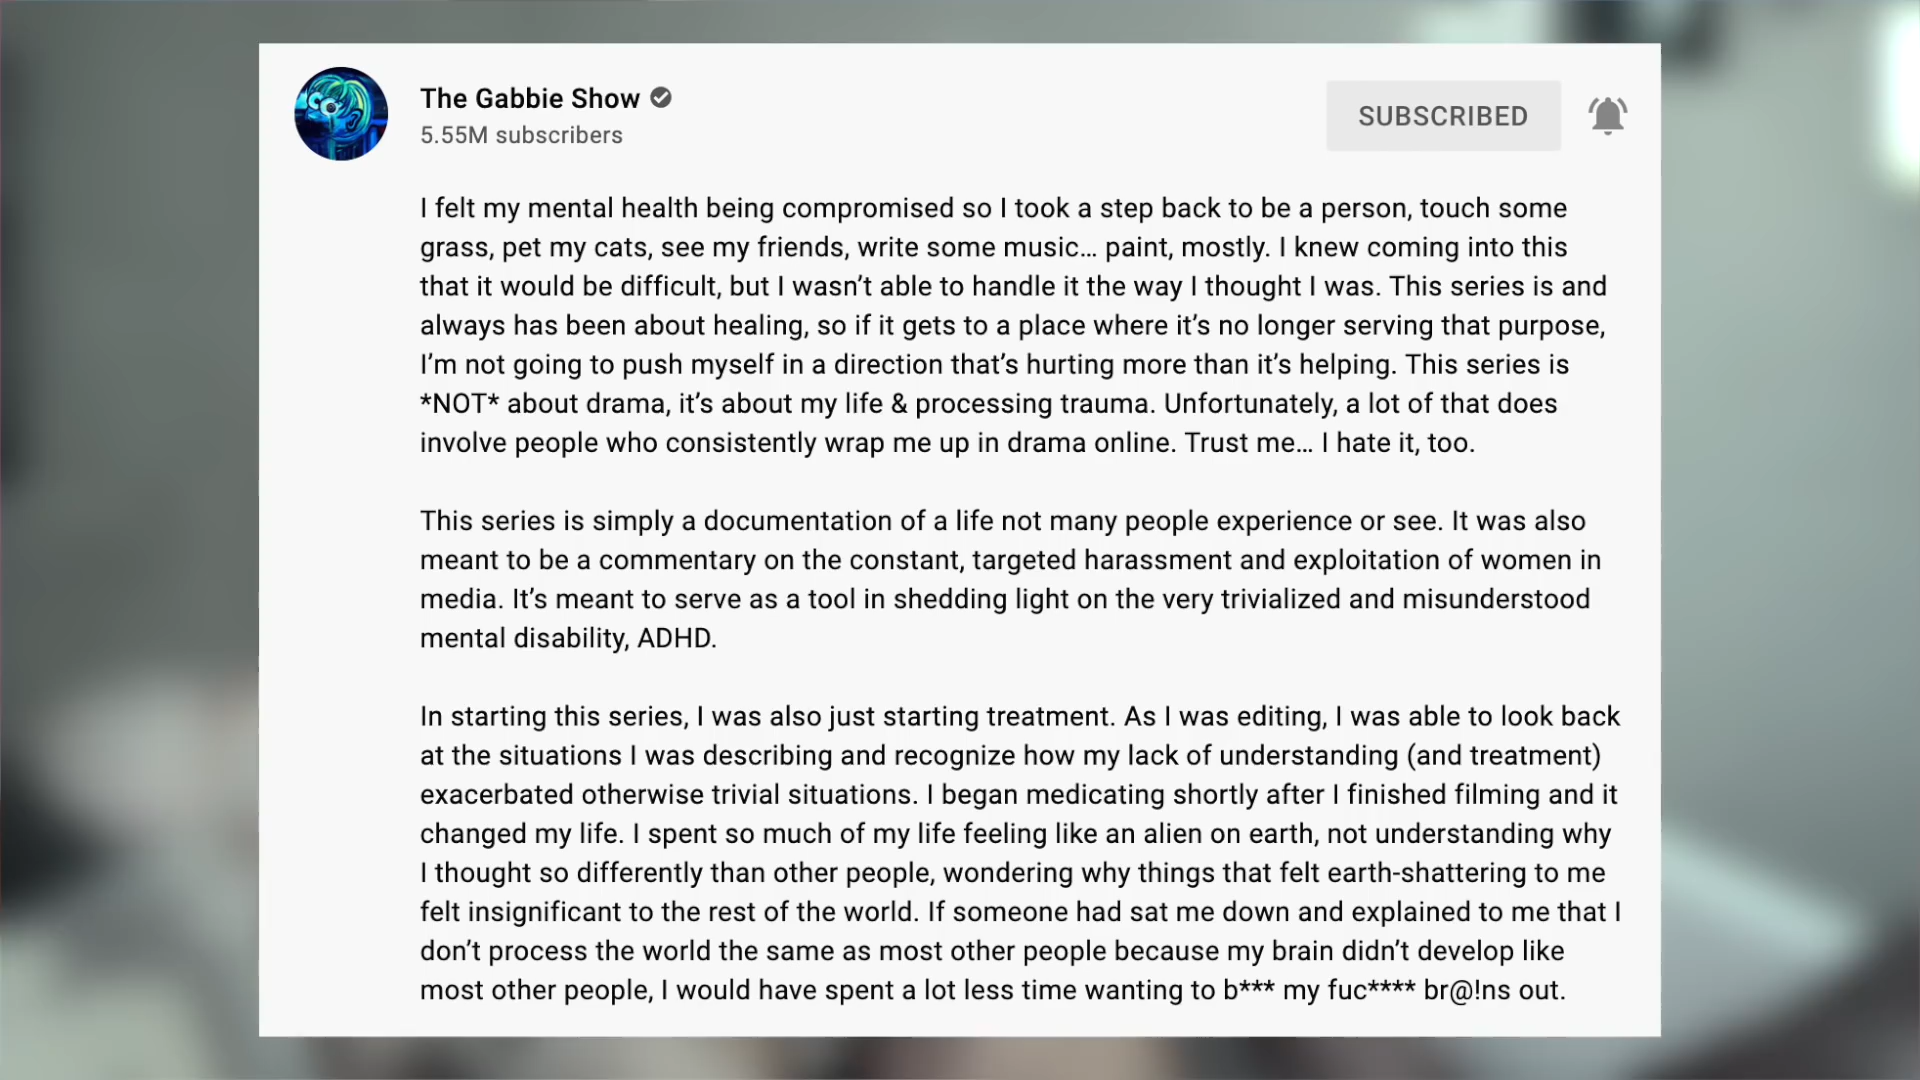 The Gabbie Show
5.55M subscribers
SUBSCRIBED
I felt my mental health being compromised so I took a step back to be a person, touch some
grass, pet my cats, see my friends, write some music… paint, mostly. I knew coming into this
that it would be difficult, but I wasn’t able to handle it the way I thought I was. This series is and
always has been about healing, so if it gets to a place where it’s no longer serving that purpose,
I’m not going to push myself in a direction that’s hurting more than it’s helping. This series is
*NOT* about drama, it’s about my life & processing trauma. Unfortunately, a lot of that does
involve people who consistently wrap me up in drama online. Trust me… I hate it, too.
This series is simply a documentation of a life not many people experience or see. It was also
meant to be a commentary on the constant, targeted harassment and exploitation of women in
media. It’s meant to serve as a tool in shedding light on the very trivialized and misunderstood
mental disability, ADHD.
In starting this series, I was also just starting treatment. As I was editing, I was able to look back
at the situations I was describing and recognize how my lack of understanding (and treatment)
exacerbated otherwise trivial situations. I began medicating shortly after I finished filming and it
changed my life. I spent so much of my life feeling like an alien on earth, not understanding why
I thought so differently than other people, wondering why things that felt earth-shattering to me
felt insignificant to the rest of the world. If someone had sat me down and explained to me that I
don’t process the world the same as most other people because my brain didn’t develop like
most other people, I would have spent a lot less time wanting to b*** my fuc**** br@!ns out.